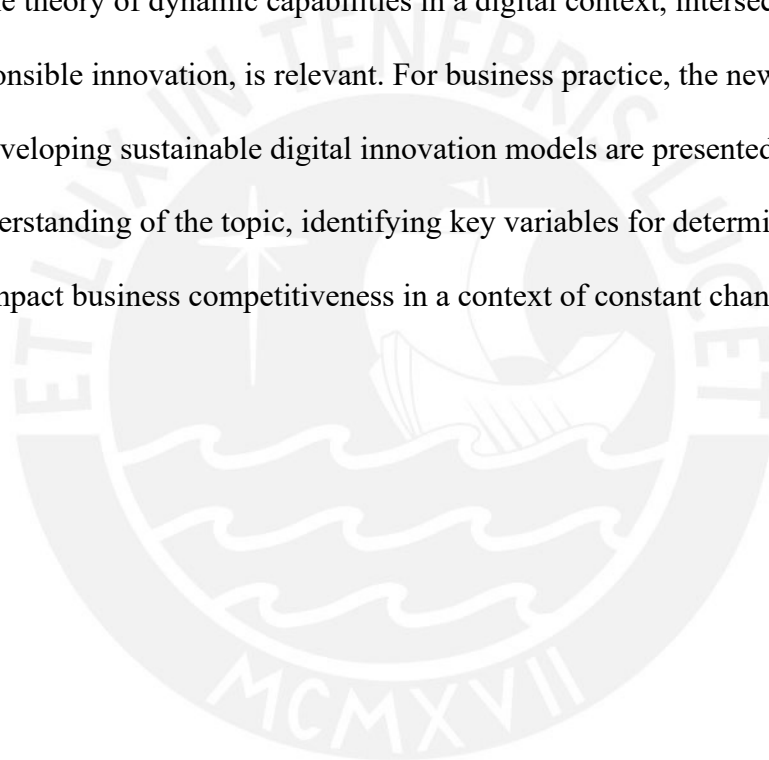 theory of dynamic capabilities in a digital context, intersec
onsible innovation, is relevant. For business practice, the new
veloping sustainable digital innovation models are presented
erstanding of the topic, identifying key variables for determi
mpact business competitiveness in a context of constant chan
ET LUX IN TENEBRIS LUCET
MCMXVII